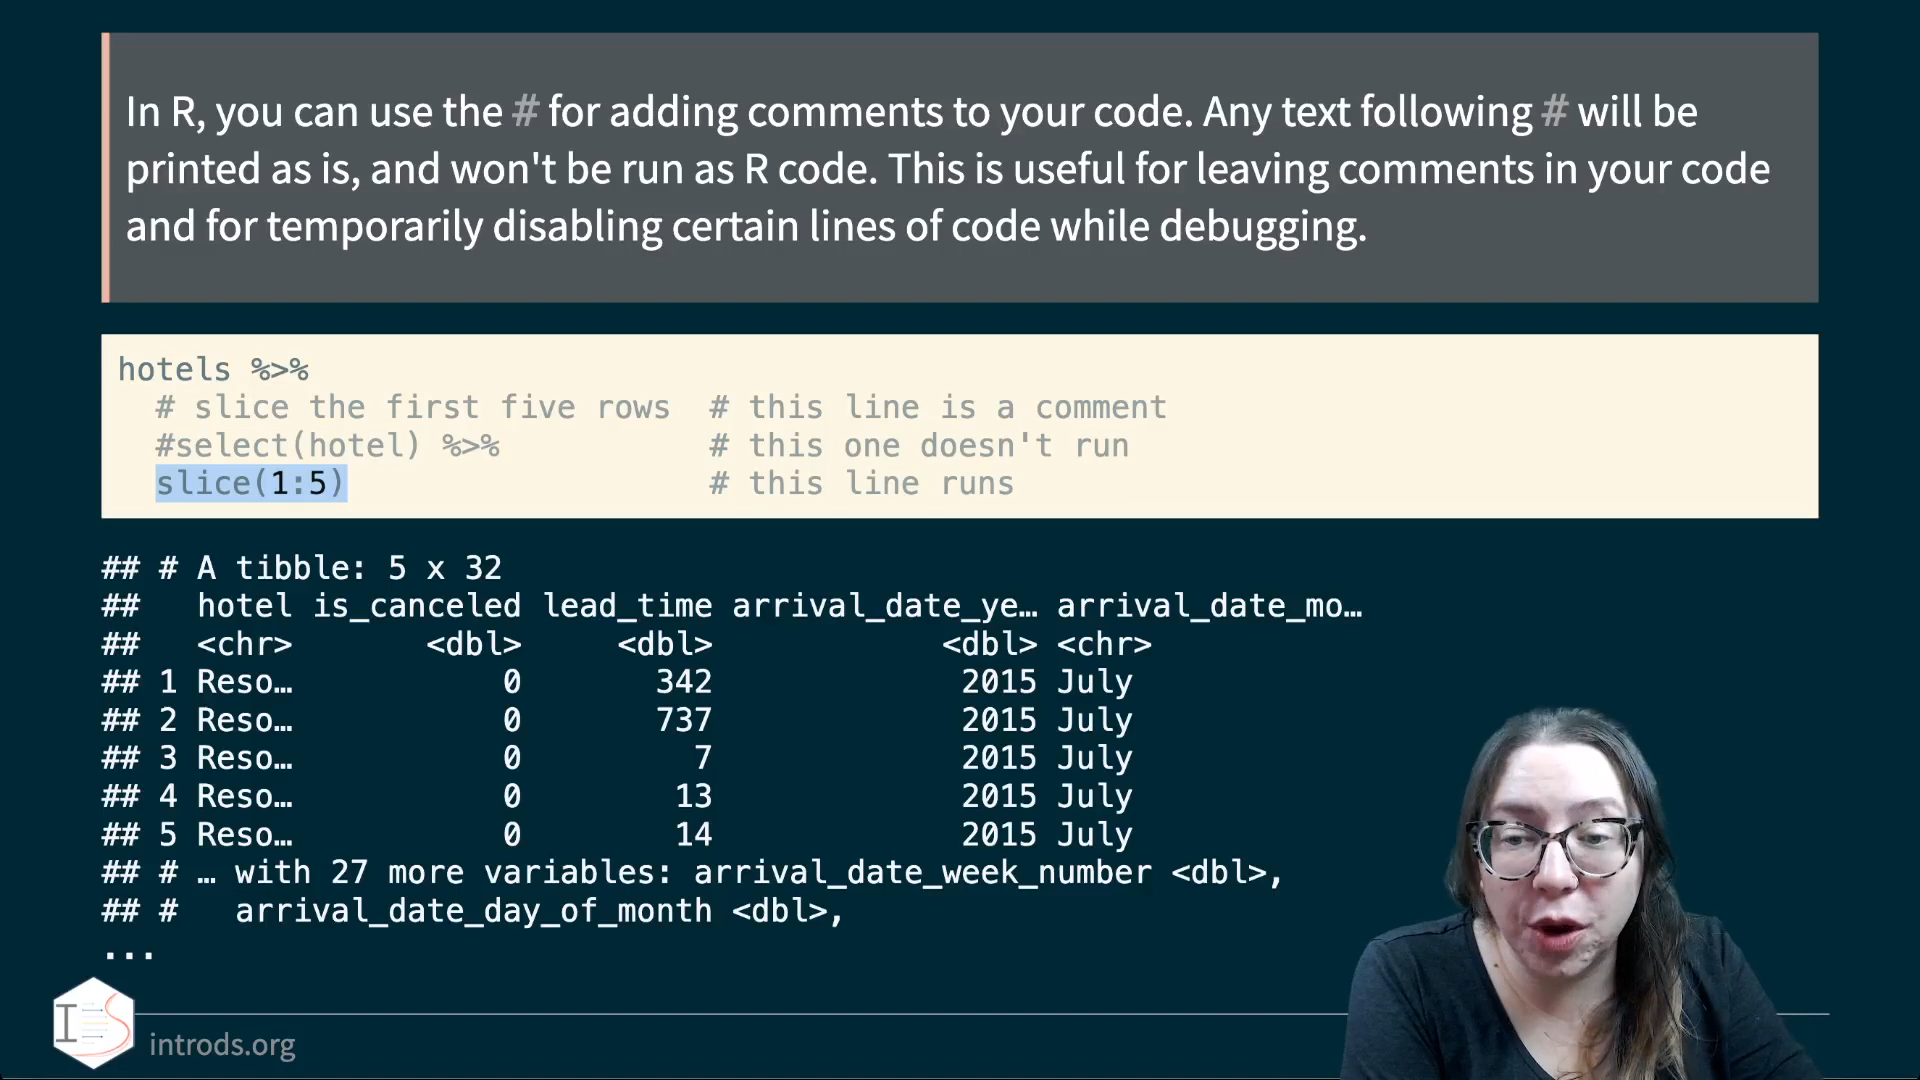 In R, you can use the # for adding comments to your code. Any text following # will be
printed as is, and won't be run as R code. This is useful for leaving comments in your code
and for temporarily disabling certain lines of code while debugging.
hotels %>%
  # slice the first five rows  # this line is a comment
  #select(hotel) %>%           # this one doesn't run
  slice(1:5)                   # this line runs
## # A tibble: 5 x 32
##   hotel is_canceled lead_time arrival_date_ye… arrival_date_mo…
##   <chr>       <dbl>     <dbl>            <dbl> <chr>
## 1 Reso…           0       342             2015 July
## 2 Reso…           0       737             2015 July
## 3 Reso…           0         7             2015 July
## 4 Reso…           0        13             2015 July
## 5 Reso…           0        14             2015 July
## # … with 27 more variables: arrival_date_week_number <dbl>,
## #   arrival_date_day_of_month <dbl>,
...
IS
introds.org